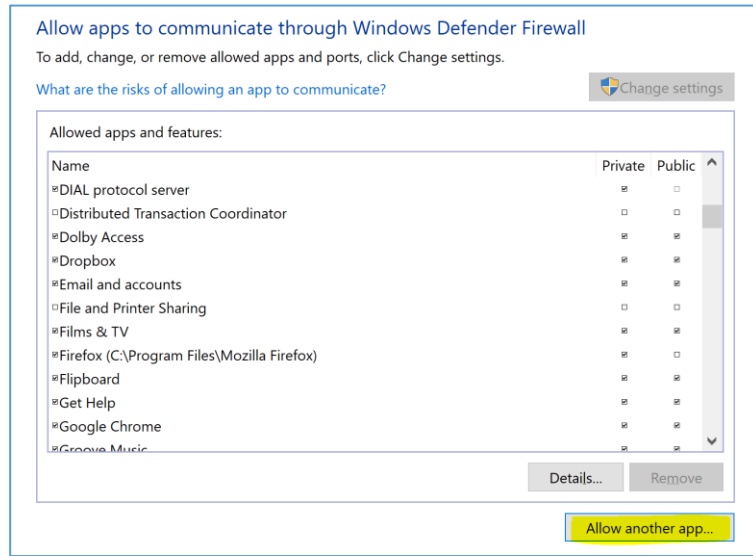 Allow apps to communicate through Windows Defender Firewall
To add, change, or remove allowed apps and ports, click Change settings.
What are the risks of allowing an app to communicate?
Change settings
Allowed apps and features:
Name Private Public
DIAL protocol server
Distributed Transaction Coordinator
Dolby Access
Dropbox
Email and accounts
File and Printer Sharing
Films & TV
Firefox (C:\Program Files\Mozilla Firefox)
Flipboard
Get Help
Google Chrome
Groove Music
Details... Remove
Allow another app...